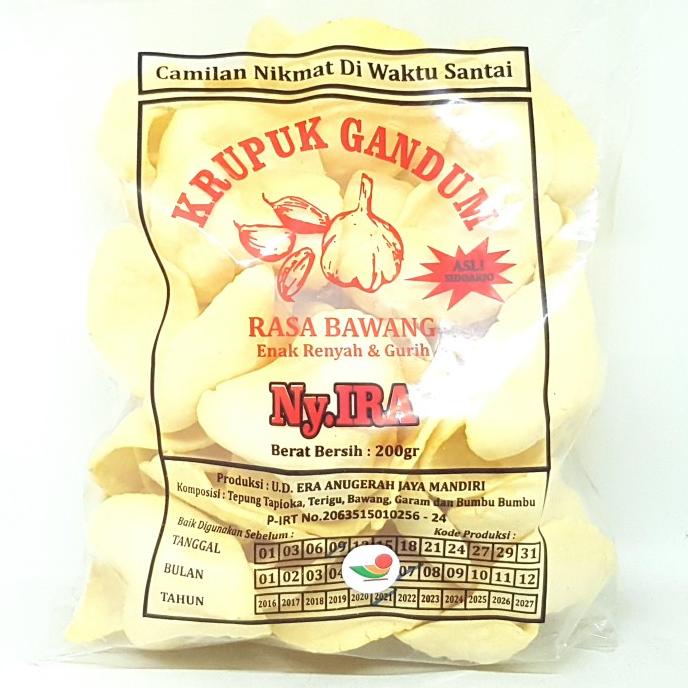 Camilan Nikmat Di Waktu Santai
KRUPUK GANDUM
ASLI
SIDOARJO
RASA BAWANG
Enak Renyah & Gurih
Ny.IRA
Berat Bersih : 200gr
Produksi : U.D. ERA ANUGERAH JAYA MANDIRI
Komposisi : Tepung Tapioka, Terigu, Bawang, Garam dan Bumbu Bumbu
P-IRT No.2063515010256 - 24
Baik Digunakan Sebelum : Kode Produksi :
TANGGAL 01 03 06 09 12 15 18 21 24 27 29 31
BULAN 01 02 03 04 07 08 09 10 11 12
TAHUN 2016 2017 2018 2019 2020 2021 2022 2023 2024 2025 2026 2027